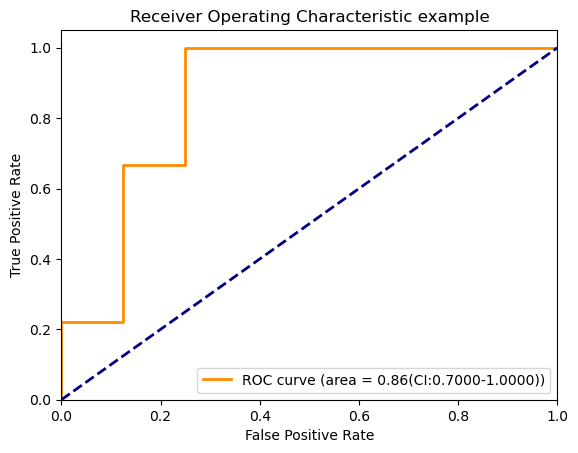 Receiver Operating Characteristic example
True Positive Rate
1.0
0.8
0.6
0.4
0.2
0.0
ROC curve (area = 0.86(CI:0.7000-1.0000))
0.0 0.2 0.4 0.6 0.8 1.0
False Positive Rate